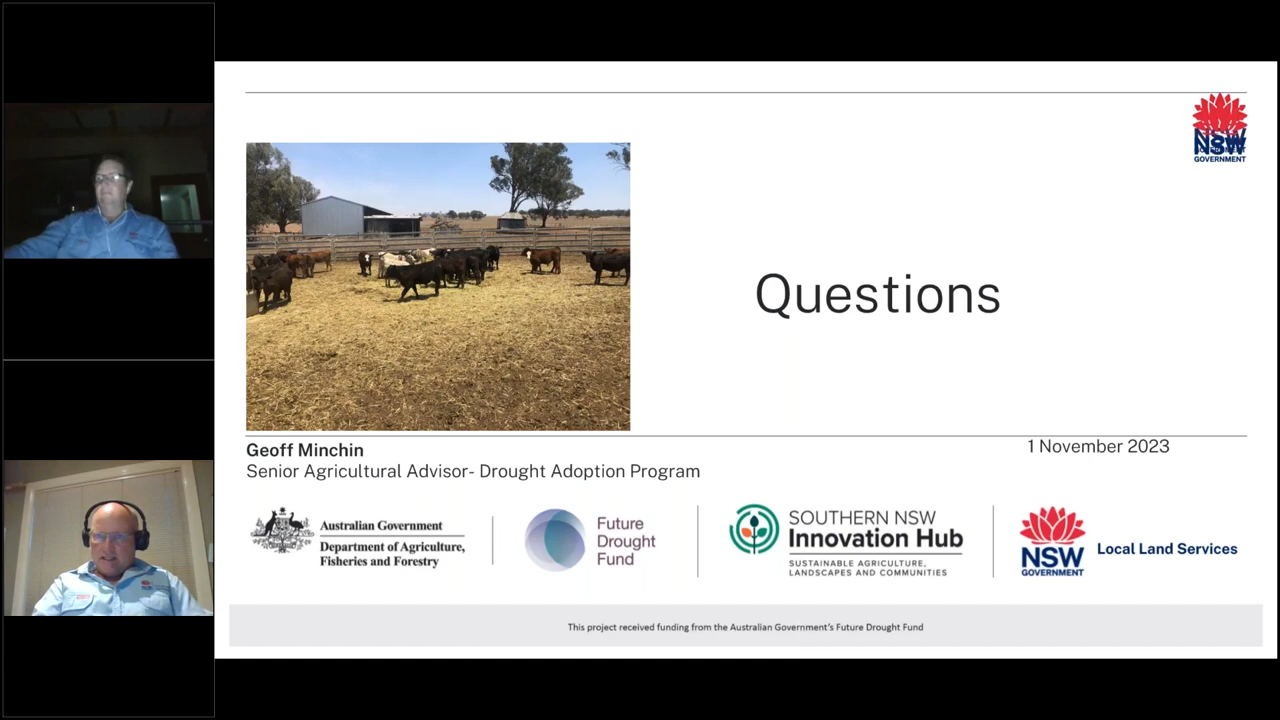 NSW
GOVERNMENT
Questions
Geoff Minchin
1 November 2023
Senior Agricultural Advisor- Drought Adoption Program
Australian Government
Department of Agriculture,
Fisheries and Forestry
Future
Drought
Fund
SOUTHERN NSW
Innovation Hub
SUSTAINABLE AGRICULTURE,
LANDSCAPES AND COMMUNITIES
NSW
GOVERNMENT
Local Land Services
This project received funding from the Australian Government's Future Drought Fund